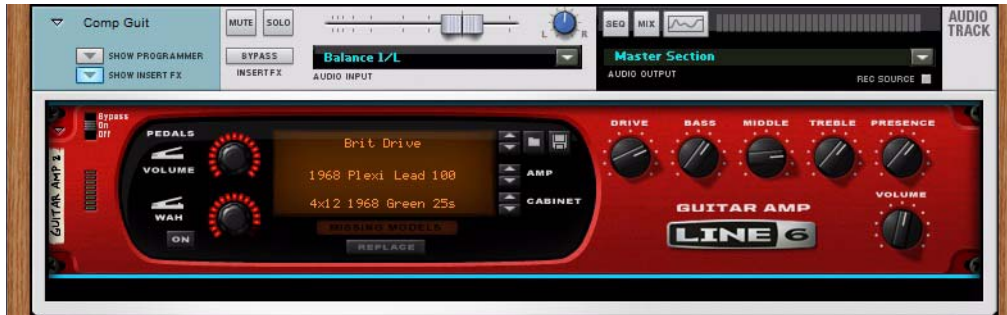 Comp Guit
MUTE SOLO
L R
SEQ MIX
AUDIO TRACK
SHOW PROGRAMMER
SHOW INSERT FX
BYPASS
INSERT FX
Balance I/L
AUDIO INPUT
Master Section
AUDIO OUTPUT
REC SOURCE
Bypass
On
Off
GUITAR AMP 2
PEDALS
VOLUME
WAH
ON
Brit Drive
1968 Plexi Lead 100
4x12 1968 Green 25s
MISSING MODELS
REPLACE
AMP
CABINET
DRIVE BASS MIDDLE TREBLE PRESENCE
GUITAR AMP
LINE 6
VOLUME